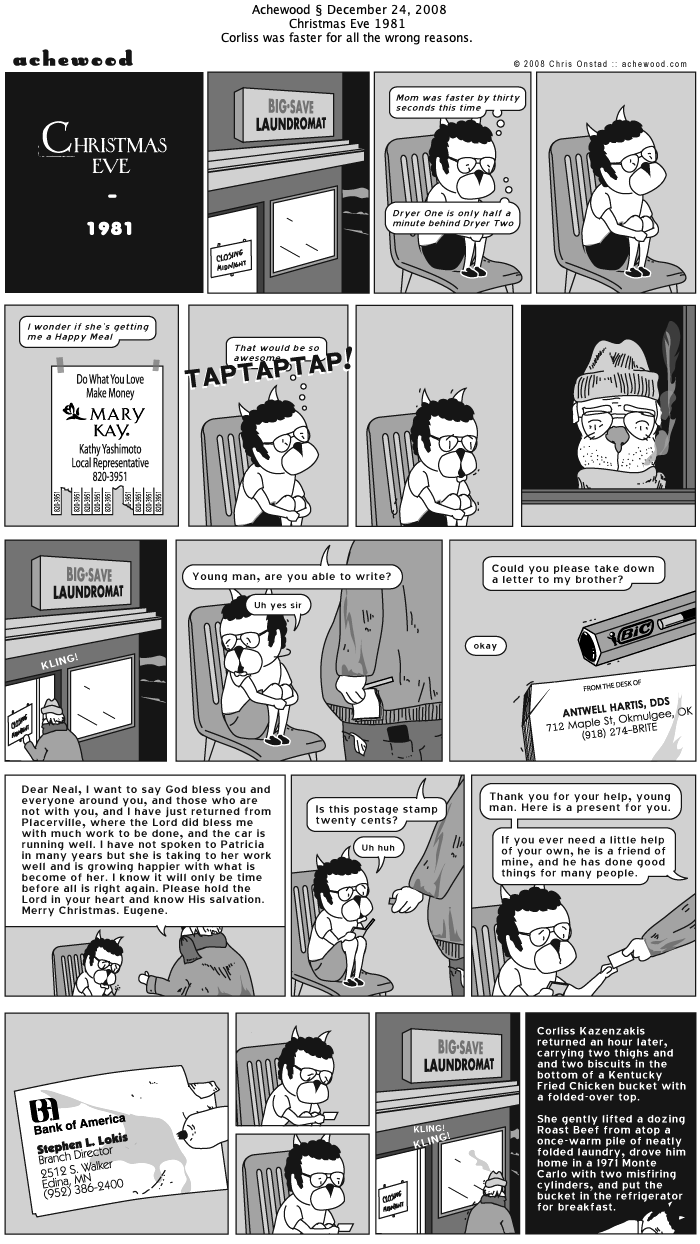 Achewood § December 24, 2008
Christmas Eve 1981
Corliss was faster for all the wrong reasons.
achewood
© 2008 Chris Onstad :: achewood.com
CHRISTMAS
EVE
-
1981
BIG-SAVE
LAUNDROMAT
CLOSING
MIDNIGHT
Mom was faster by thirty
seconds this time
Dryer One is only half a
minute behind Dryer Two
I wonder if she's getting
me a Happy Meal
Do What You Love
Make Money
MARY
KAY.
Kathy Yashimoto
Local Representative
820-3951
820-3951
820-3951
820-3951
820-3951
820-3951
820-3951
820-3951
That would be so
awesome
TAPTAPTAP!
BIG-SAVE
LAUNDROMAT
KLING!
CLOSING
MIDNIGHT
Young man, are you able to write?
Uh yes sir
Could you please take down
a letter to my brother?
okay
BIC
FROM THE DESK OF
ANTWELL HARTIS, DDS
712 Maple St, Okmulgee, OK
(918) 274-BRITE
Dear Neal, I want to say God bless you and
everyone around you, and those who are
not with you, and I have just returned from
Placerville, where the Lord did bless me
with much work to be done, and the car is
running well. I have not spoken to Patricia
in many years but she is taking to her work
well and is growing happier with what is
become of her. I know it will only be time
before all is right again. Please hold the
Lord in your heart and know His salvation.
Merry Christmas. Eugene.
Is this postage stamp
twenty cents?
Uh huh
Thank you for your help, young
man. Here is a present for you.
If you ever need a little help
of your own, he is a friend of
mine, and he has done good
things for many people.
BA
Bank of America
Stephen L. Lokis
Branch Director
2512 S. Walker
Edina, MN
(952) 386-2400
BIG-SAVE
LAUNDROMAT
KLING!
KLING!
CLOSING
MIDNIGHT
Corliss Kazenzakis
returned an hour later,
carrying two thighs and
and two biscuits in the
bottom of a Kentucky
Fried Chicken bucket with
a folded-over top.
She gently lifted a dozing
Roast Beef from atop a
once-warm pile of neatly
folded laundry, drove him
home in a 1971 Monte
Carlo with two misfiring
cylinders, and put the
bucket in the refrigerator
for breakfast.